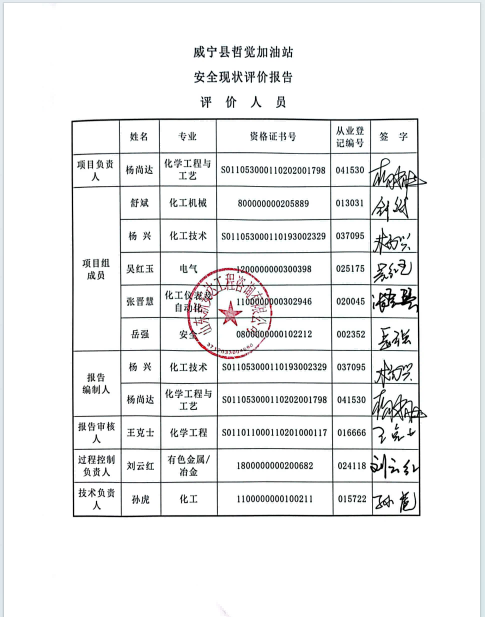 威宁县哲觉加油站
安全现状评价报告
评 价 人 员
姓名 专业 资格证书号 从业登记编号 签 字
项目负责人 杨尚达 化学工程与工艺 S011053000110202001798 041530 杨尚达
项目组成员 舒斌 化工机械 800000000205889 013031 舒斌
杨 兴 化工技术 S011053000110193002329 037095 杨兴
吴红玉 电气 1200000000300398 025175 吴红玉
张晋慧 化工仪表 自动化 1100000000302946 020045
岳强 安全 0800000000102212 002352 岳强
报告编制人 杨 兴 化工技术 S011053000110193002329 037095 杨兴
杨尚达 化学工程与工艺 S011053000110202001798 041530 杨尚达
报告审核人 王克士 化学工程 S011011000110201000117 016666 王克士
过程控制负责人 刘云红 有色金属/冶金 1800000000200682 024118 刘云红
技术负责人 孙虎 化工 1100000000100211 015722 孙虎